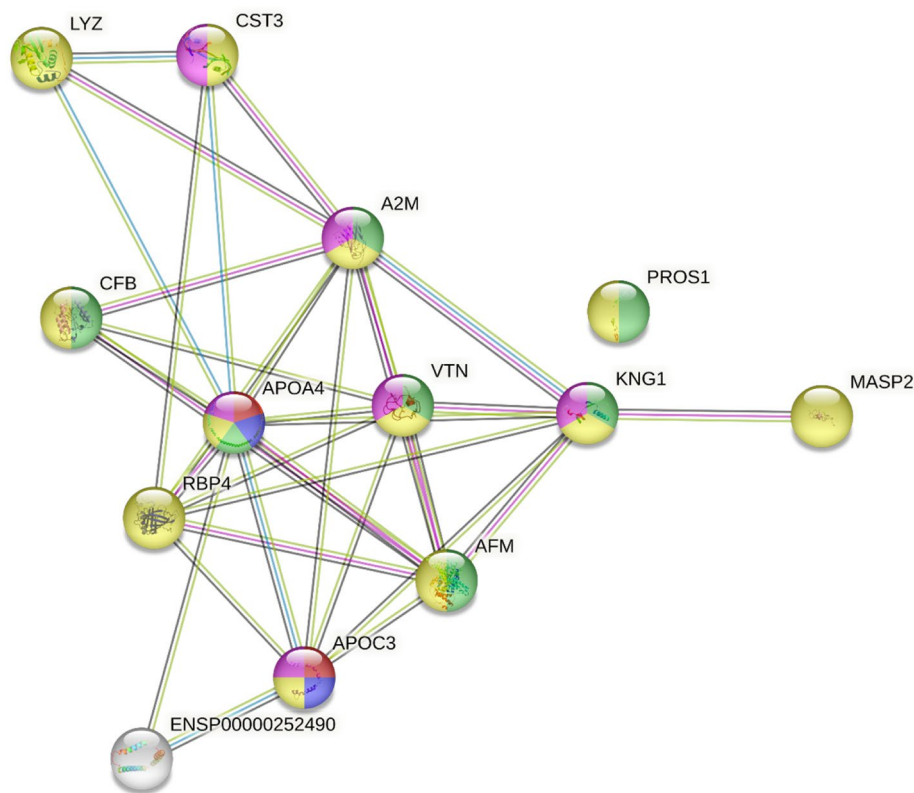 LYZ
CST3
A2M
PROS1
CFB
VTN
KNG1
MASP2
APOA4
RBP4
AFM
APOC3
ENSP00000252490